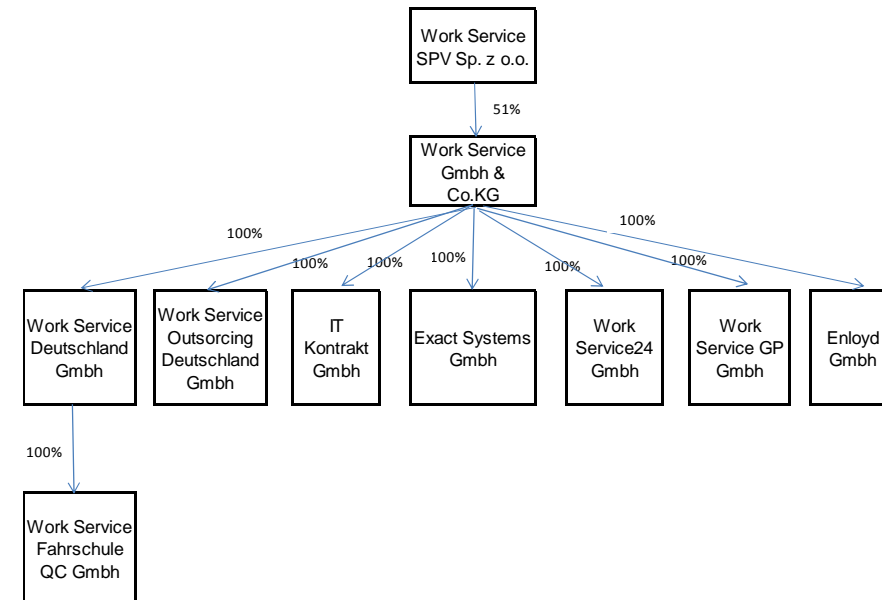 Work Service
SPV Sp. z o.o.
51%
Work Service
Gmbh &
Co.KG
100%
100%
100%
100%
100%
100%
100%
Work Service
Deutschland
Gmbh
Work Service
Outsorcing
Deutschland
Gmbh
IT
Kontrakt
Gmbh
Exact Systems
Gmbh
Work
Service24
Gmbh
Work
Service GP
Gmbh
Enloyd
Gmbh
100%
Work Service
Fahrschule
QC Gmbh